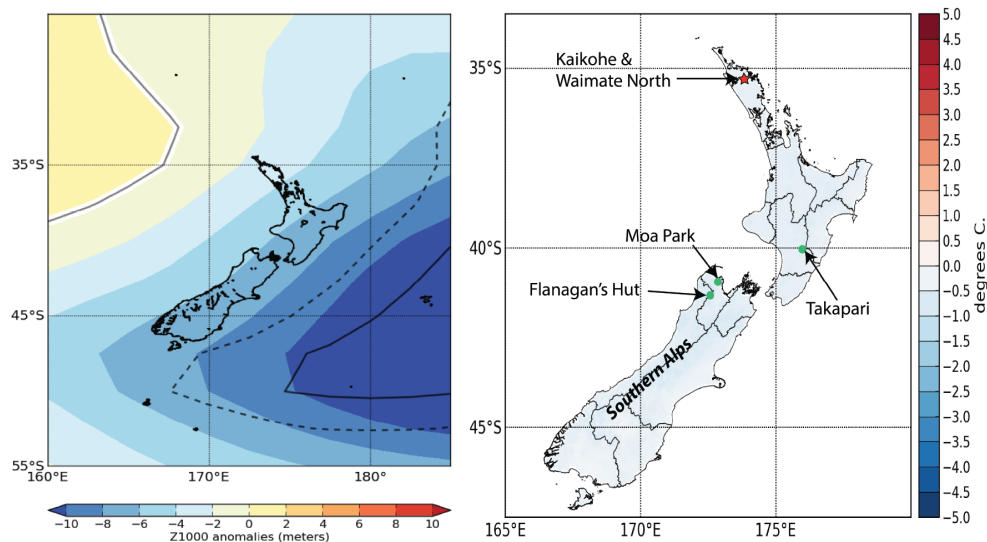 35°S
45°S
55°S
160°E
170°E
180°
−10 −8 −6 −4 −2 0 2 4 6 8 10
Z1000 anomalies (meters)
Kaikohe &
Waimate North
Moa Park
Flanagan's Hut
Takapari
Southern Alps
35°S
40°S
45°S
165°E
170°E
175°E
5.0
4.5
4.0
3.5
3.0
2.5
2.0
1.5
1.0
0.5
0.0
−0.5
−1.0
−1.5
−2.0
−2.5
−3.0
−3.5
−4.0
−4.5
−5.0
degrees C.